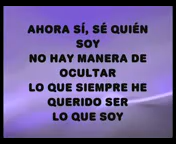 AHORA SÍ, SÉ QUIÉN
SOY
NO HAY MANERA DE
OCULTAR
LO QUE SIEMPRE HE
QUERIDO SER
LO QUE SOY